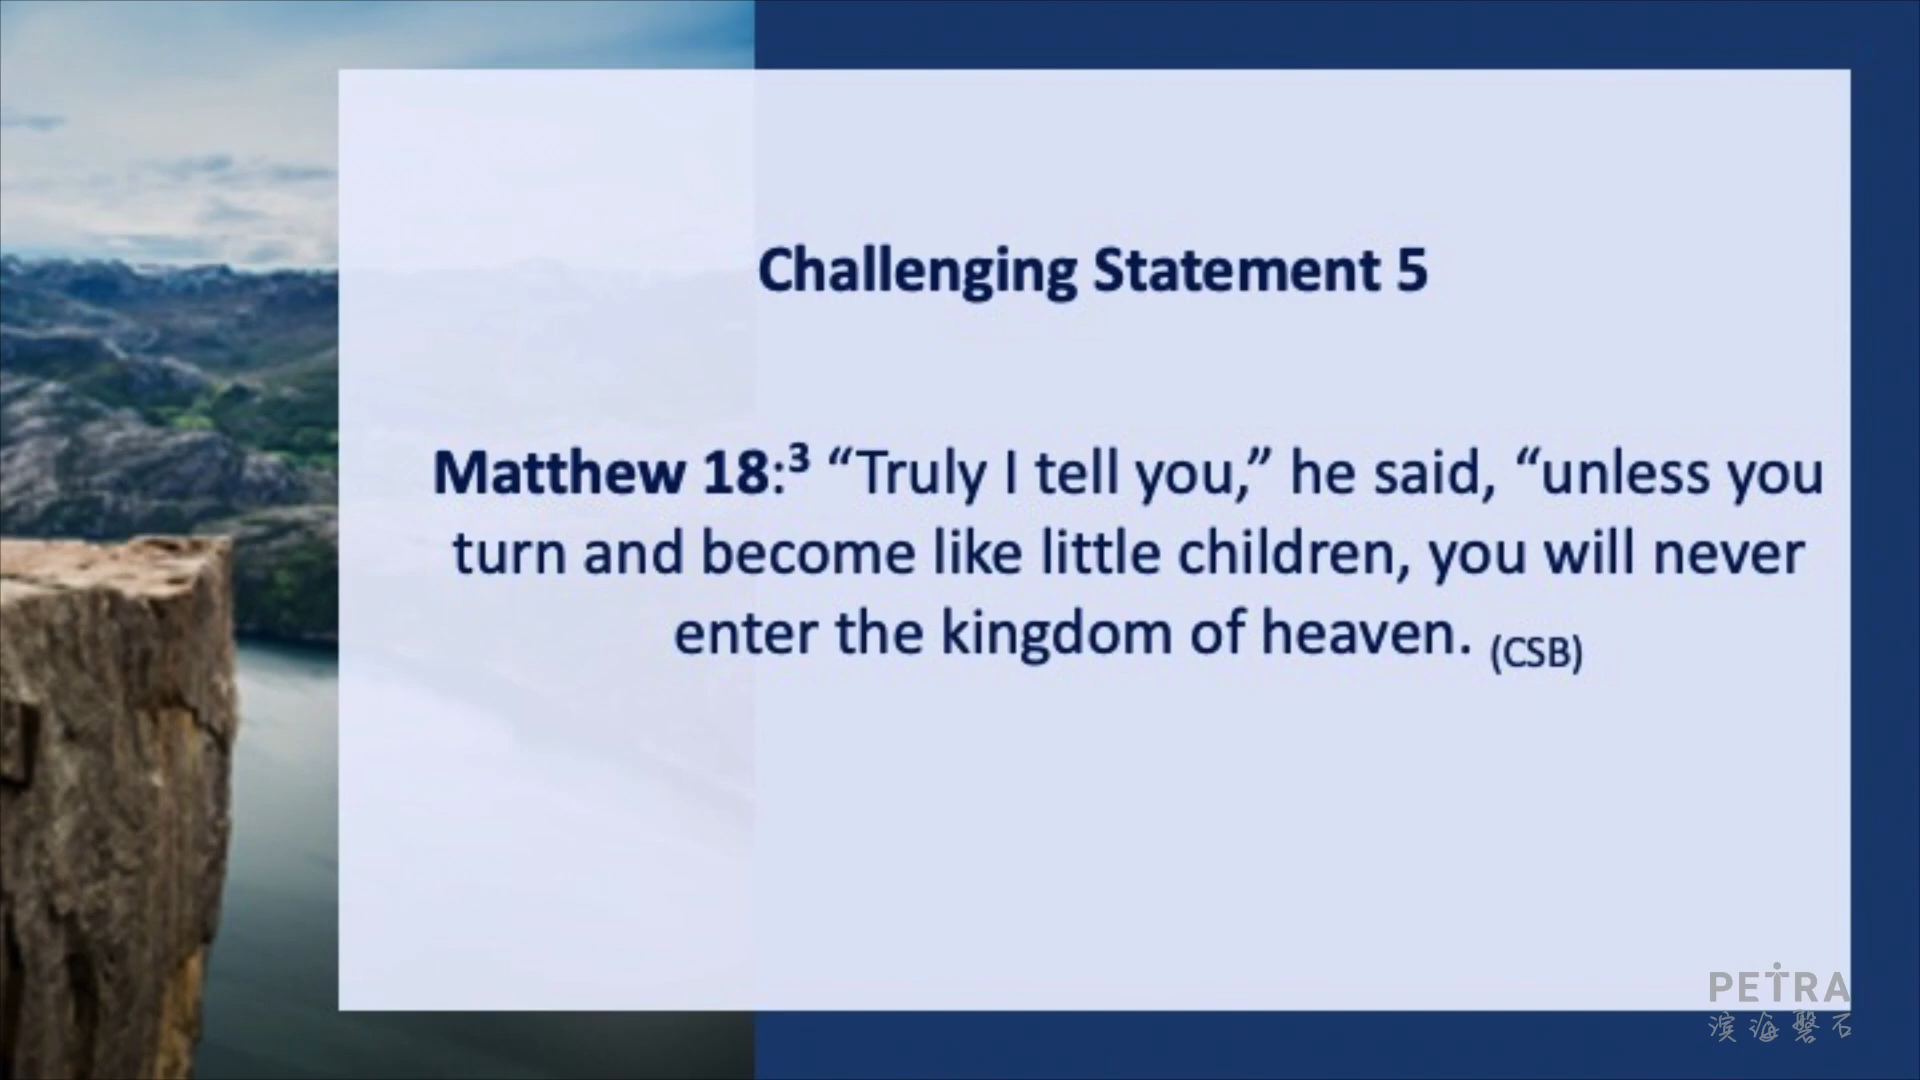 Challenging Statement 5
Matthew 18:³ “Truly I tell you,” he said, “unless you
turn and become like little children, you will never
enter the kingdom of heaven. (CSB)
PETRA
滨海磐石